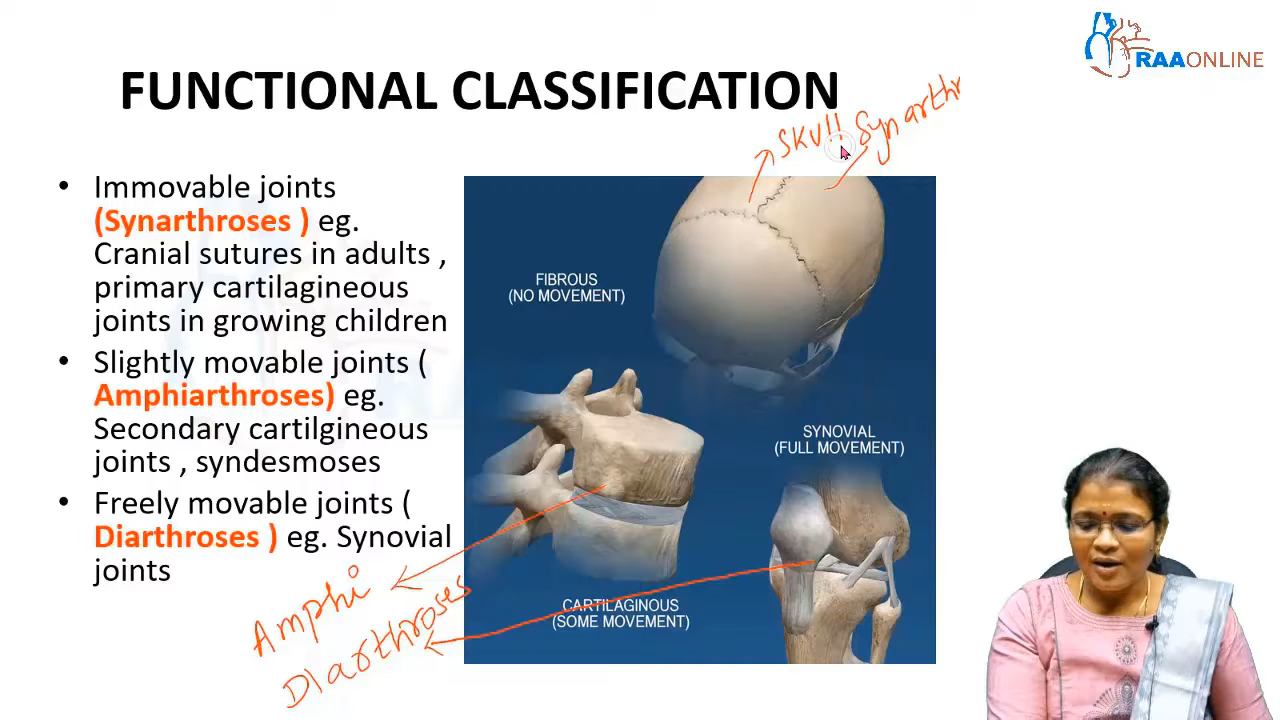 RAAONLINE
FUNCTIONAL CLASSIFICATION
SKull
Synarthr
• Immovable joints
(Synarthroses ) eg.
Cranial sutures in adults ,
primary cartilagineous
joints in growing children
• Slightly movable joints (
Amphiarthroses) eg.
Secondary cartilgineous
joints , syndesmoses
• Freely movable joints (
Diarthroses ) eg. Synovial
joints
FIBROUS
(NO MOVEMENT)
SYNOVIAL
(FULL MOVEMENT)
CARTILAGINOUS
(SOME MOVEMENT)
Amphi
Diarthroses